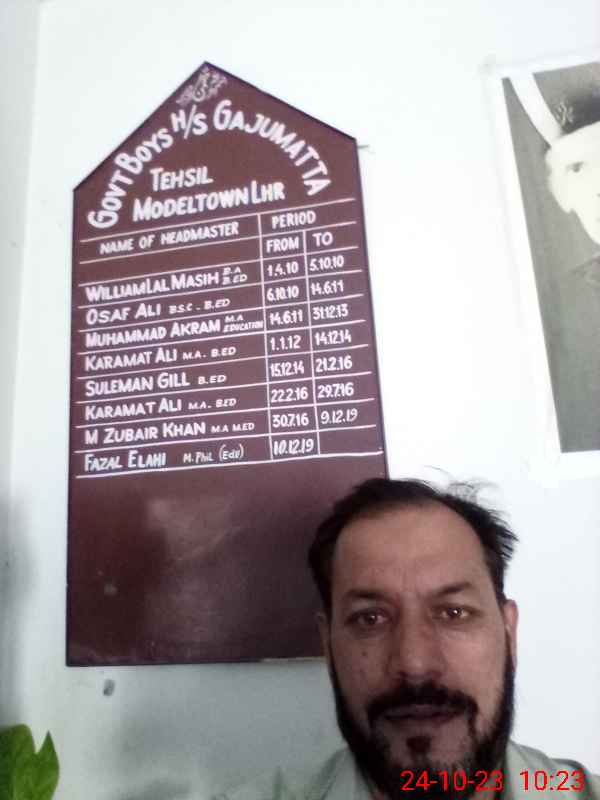 GOVT BOYS H/S GAJUMATTA
TEHSIL
MODELTOWN LHR
NAME OF HEADMASTER PERIOD
FROM TO
WILLIAM LAL MASIH B.A B.ED 1.4.10 5.10.10
OSAF ALI B.S.C. B.ED 6.10.10 14.6.11
MUHAMMAD AKRAM M.A EDUCATION 14.6.11 31.12.13
KARAMAT ALI M.A. B.ED 1.1.12 14.12.14
SULEMAN GILL B.ED 15.12.14 21.2.16
KARAMAT ALI M.A. B.ED 22.2.16 29.7.16
M ZUBAIR KHAN M.A M.ED 30.7.16 9.12.19
FAZAL ELAHI M.Phil (Edu) 10.12.19
24-10-23 10:23